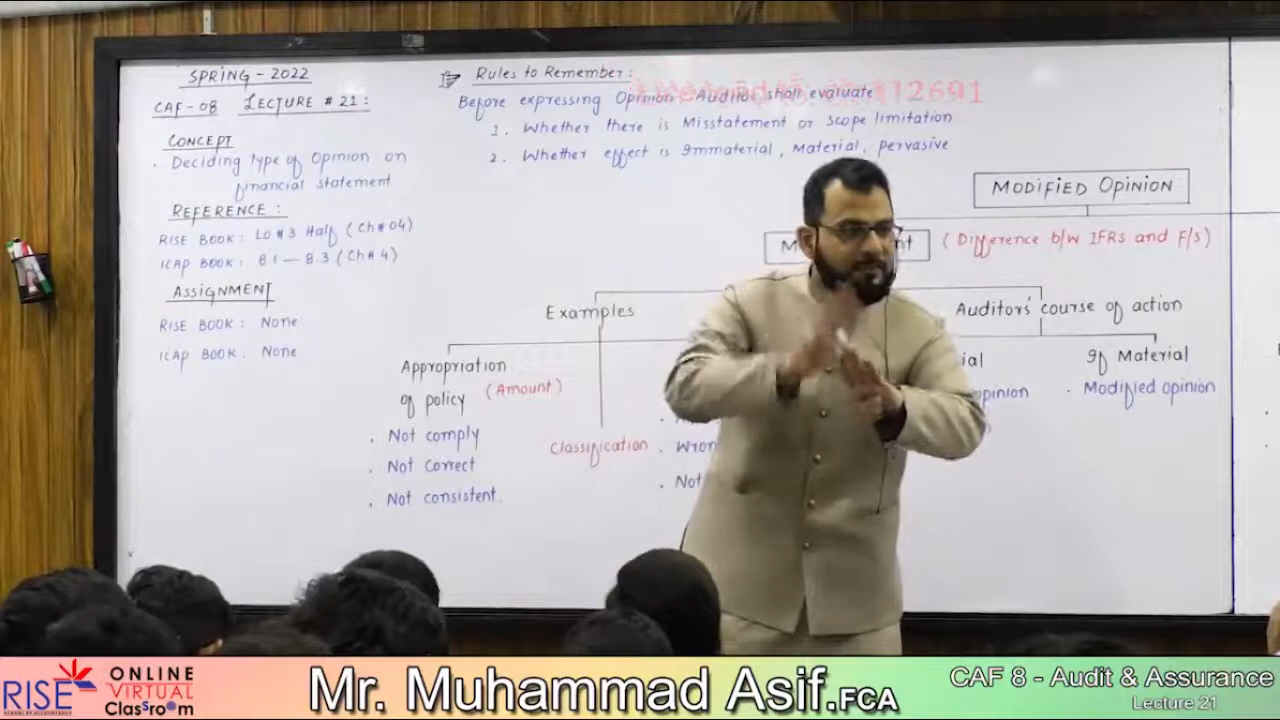 SPRING - 2022
CAF-08 LECTURE # 21:
CONCEPT
. Deciding type of Opinion on
financial statement
REFERENCE:
RISE BOOK: LO#3 Half (Ch#04)
ICAP BOOK: 8.1 — 8.3 (Ch#4)
ASSIGNMENT
RISE BOOK: None
ICAP BOOK. None
Rules to Remember:
Before expressing Opinion Auditor shall evaluate
1. Whether there is Misstatement or scope limitation
2. Whether effect is Immaterial, Material, pervasive
MODIFIED OPINION
(Difference b/w IFRs and F/s)
Examples
Auditors' course of action
Appropriation
of policy (Amount)
. Not comply
. Not Correct
. Not consistent.
Classification
. Wron
. Not
ial
opinion
If Material
. Modified opinion
RISE
ONLINE
VIRTUAL
Classroom
Mr. Muhammad Asif.FCA
CAF 8 - Audit & Assurance
Lecture 21